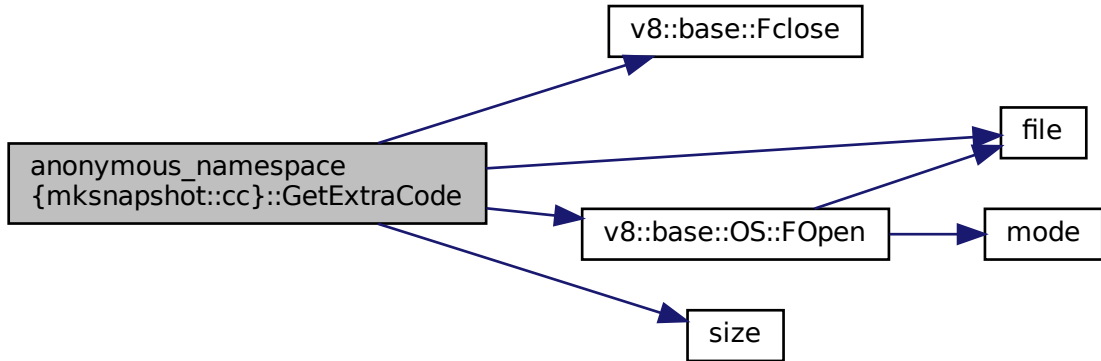 v8::base::Fclose
anonymous_namespace
{mksnapshot::cc}::GetExtraCode
file
v8::base::OS::FOpen
mode
size